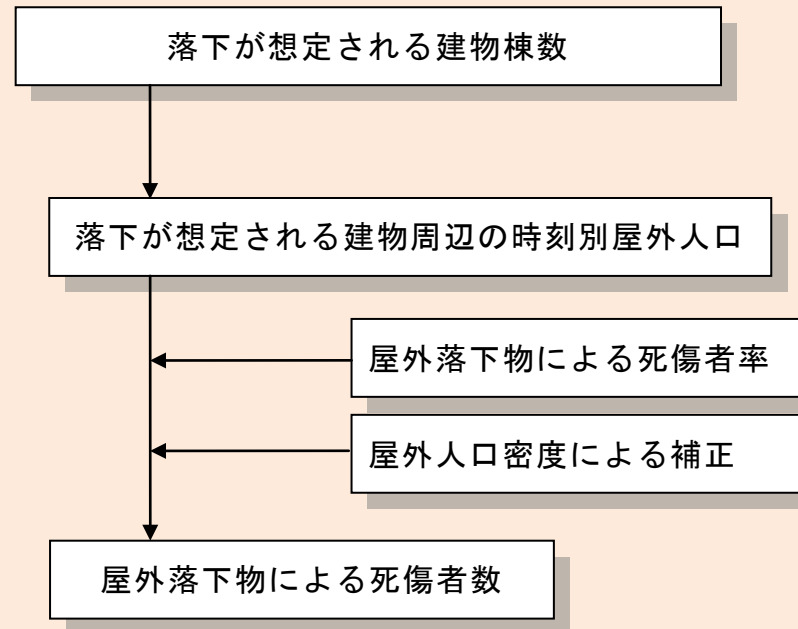 落下が想定される建物棟数
落下が想定される建物周辺の時刻別屋外人口
屋外落下物による死傷者率
屋外人口密度による補正
屋外落下物による死傷者数